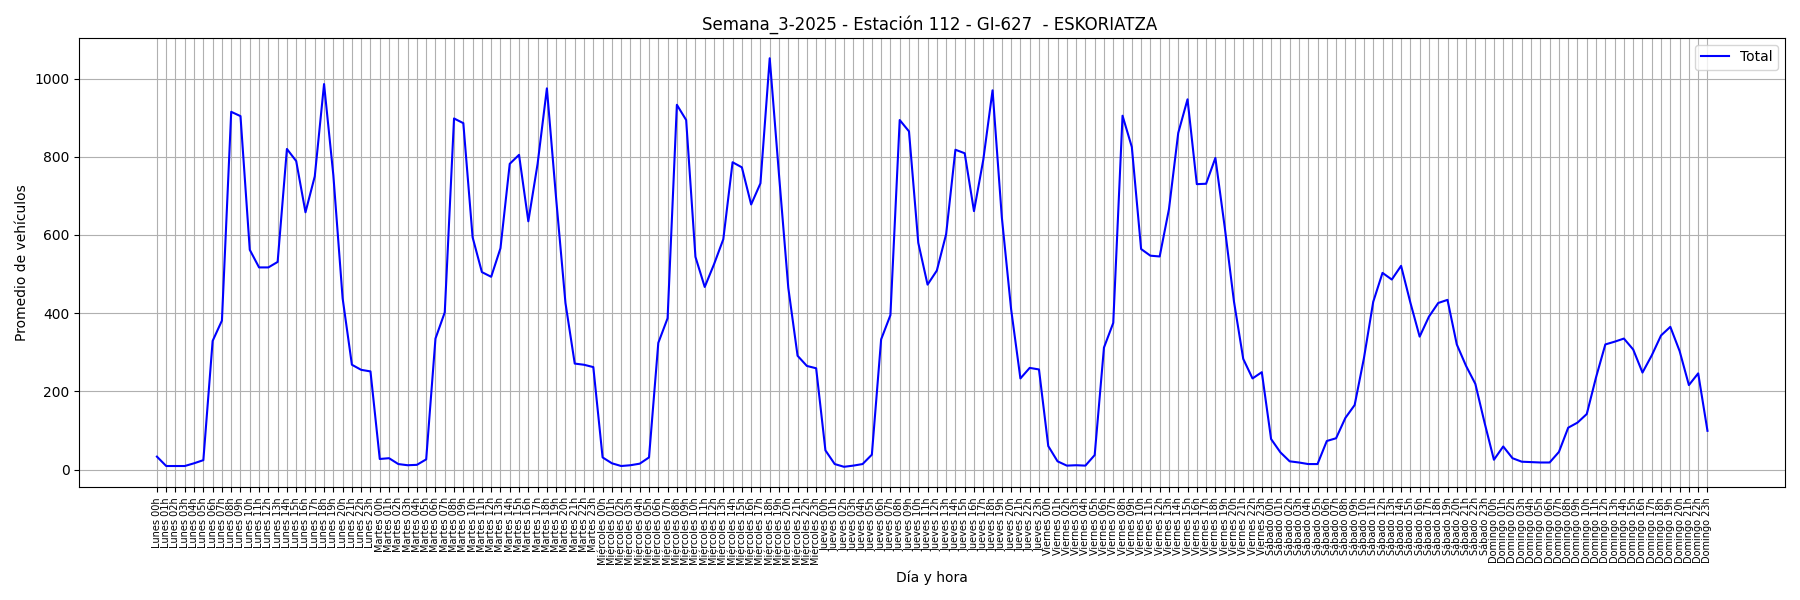 Semana_3-2025 - Estación 112 - GI-627  - ESKORIATZA
Total
Promedio de vehículos
1000
800
600
400
200
0
Lunes 00h
Lunes 01h
Lunes 02h
Lunes 03h
Lunes 04h
Lunes 05h
Lunes 06h
Lunes 07h
Lunes 08h
Lunes 09h
Lunes 10h
Lunes 11h
Lunes 12h
Lunes 13h
Lunes 14h
Lunes 15h
Lunes 16h
Lunes 17h
Lunes 18h
Lunes 19h
Lunes 20h
Lunes 21h
Lunes 22h
Lunes 23h
Martes 00h
Martes 01h
Martes 02h
Martes 03h
Martes 04h
Martes 05h
Martes 06h
Martes 07h
Martes 08h
Martes 09h
Martes 10h
Martes 11h
Martes 12h
Martes 13h
Martes 14h
Martes 15h
Martes 16h
Martes 17h
Martes 18h
Martes 19h
Martes 20h
Martes 21h
Martes 22h
Martes 23h
Miércoles 00h
Miércoles 01h
Miércoles 02h
Miércoles 03h
Miércoles 04h
Miércoles 05h
Miércoles 06h
Miércoles 07h
Miércoles 08h
Miércoles 09h
Miércoles 10h
Miércoles 11h
Miércoles 12h
Miércoles 13h
Miércoles 14h
Miércoles 15h
Miércoles 16h
Miércoles 17h
Miércoles 18h
Miércoles 19h
Miércoles 20h
Miércoles 21h
Miércoles 22h
Miércoles 23h
Jueves 00h
Jueves 01h
Jueves 02h
Jueves 03h
Jueves 04h
Jueves 05h
Jueves 06h
Jueves 07h
Jueves 08h
Jueves 09h
Jueves 10h
Jueves 11h
Jueves 12h
Jueves 13h
Jueves 14h
Jueves 15h
Jueves 16h
Jueves 17h
Jueves 18h
Jueves 19h
Jueves 20h
Jueves 21h
Jueves 22h
Jueves 23h
Viernes 00h
Viernes 01h
Viernes 02h
Viernes 03h
Viernes 04h
Viernes 05h
Viernes 06h
Viernes 07h
Viernes 08h
Viernes 09h
Viernes 10h
Viernes 11h
Viernes 12h
Viernes 13h
Viernes 14h
Viernes 15h
Viernes 16h
Viernes 17h
Viernes 18h
Viernes 19h
Viernes 20h
Viernes 21h
Viernes 22h
Viernes 23h
Sábado 00h
Sábado 01h
Sábado 02h
Sábado 03h
Sábado 04h
Sábado 05h
Sábado 06h
Sábado 07h
Sábado 08h
Sábado 09h
Sábado 10h
Sábado 11h
Sábado 12h
Sábado 13h
Sábado 14h
Sábado 15h
Sábado 16h
Sábado 17h
Sábado 18h
Sábado 19h
Sábado 20h
Sábado 21h
Sábado 22h
Sábado 23h
Domingo 00h
Domingo 01h
Domingo 02h
Domingo 03h
Domingo 04h
Domingo 05h
Domingo 06h
Domingo 07h
Domingo 08h
Domingo 09h
Domingo 10h
Domingo 11h
Domingo 12h
Domingo 13h
Domingo 14h
Domingo 15h
Domingo 16h
Domingo 17h
Domingo 18h
Domingo 19h
Domingo 20h
Domingo 21h
Domingo 22h
Domingo 23h
Día y hora